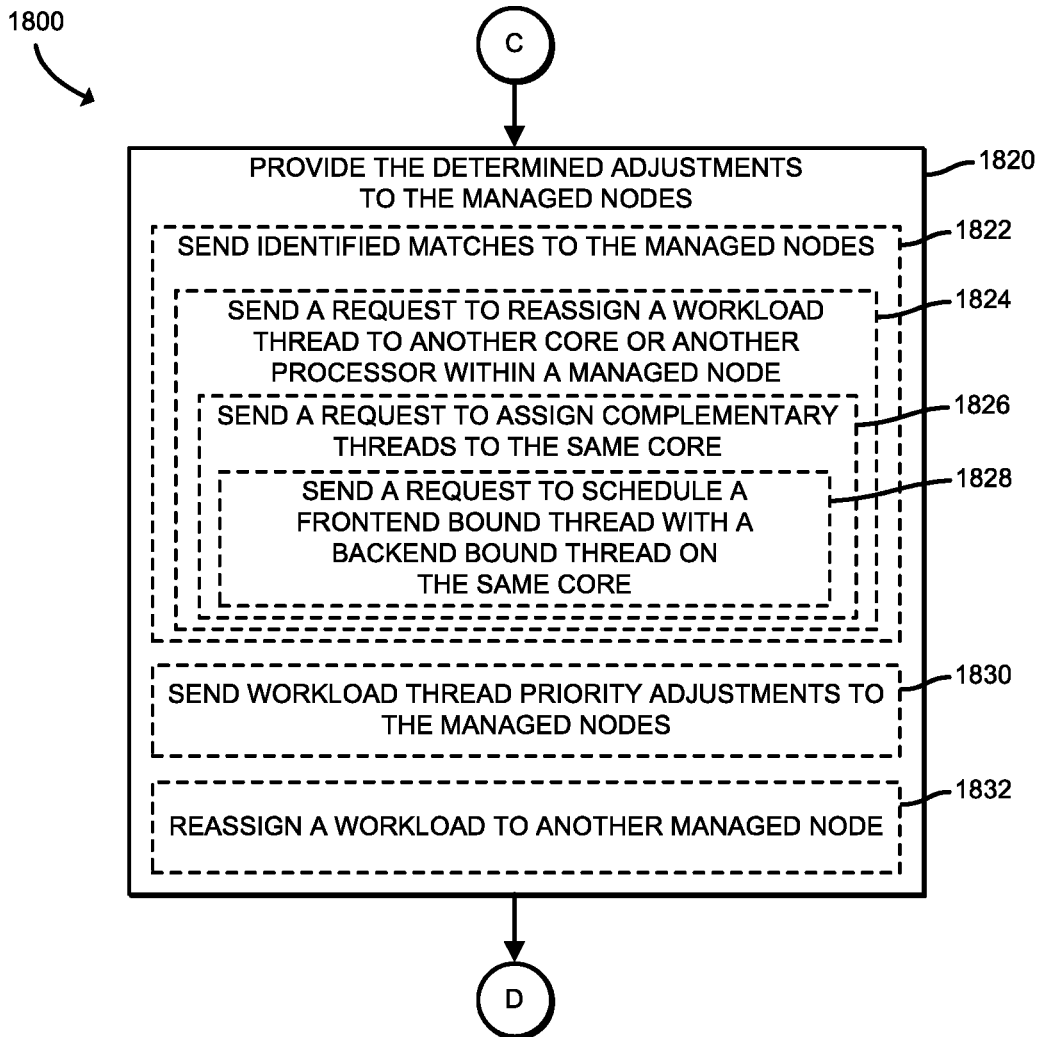 1800
C
PROVIDE THE DETERMINED ADJUSTMENTS
TO THE MANAGED NODES
1820
SEND IDENTIFIED MATCHES TO THE MANAGED NODES
1822
SEND A REQUEST TO REASSIGN A WORKLOAD
THREAD TO ANOTHER CORE OR ANOTHER
PROCESSOR WITHIN A MANAGED NODE
1824
SEND A REQUEST TO ASSIGN COMPLEMENTARY
THREADS TO THE SAME CORE
1826
SEND A REQUEST TO SCHEDULE A
FRONTEND BOUND THREAD WITH A
BACKEND BOUND THREAD ON
THE SAME CORE
1828
SEND WORKLOAD THREAD PRIORITY ADJUSTMENTS TO
THE MANAGED NODES
1830
REASSIGN A WORKLOAD TO ANOTHER MANAGED NODE
1832
D